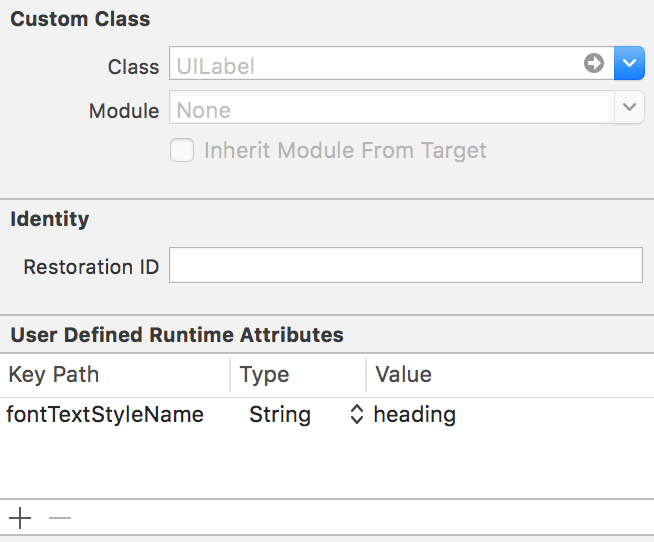 Custom Class
Class UILabel
Module None
Inherit Module From Target
Identity
Restoration ID
User Defined Runtime Attributes
Key Path Type Value
fontTextStyleName String heading